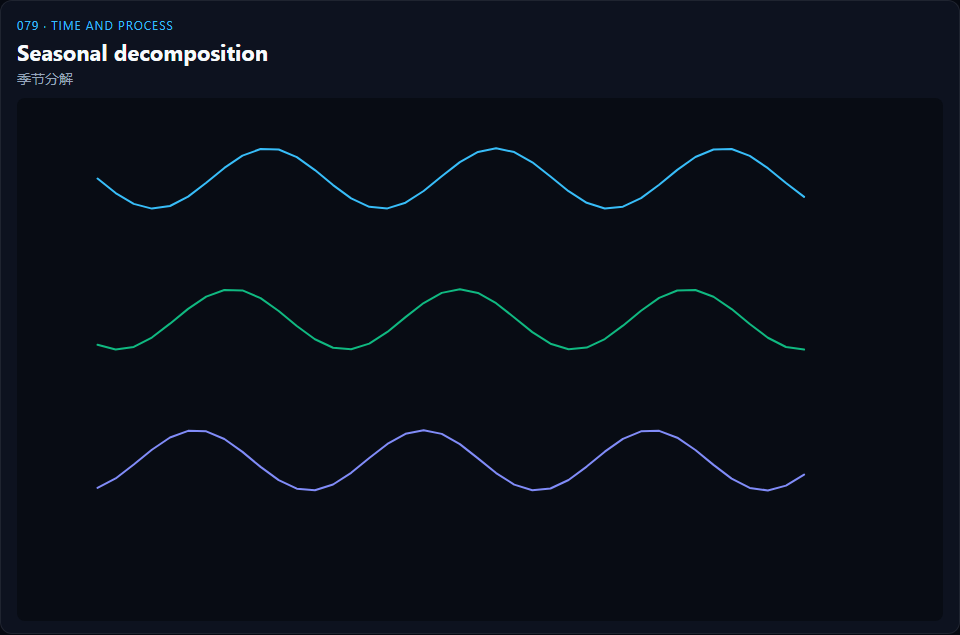 079 · TIME AND PROCESS
Seasonal decomposition
季节分解